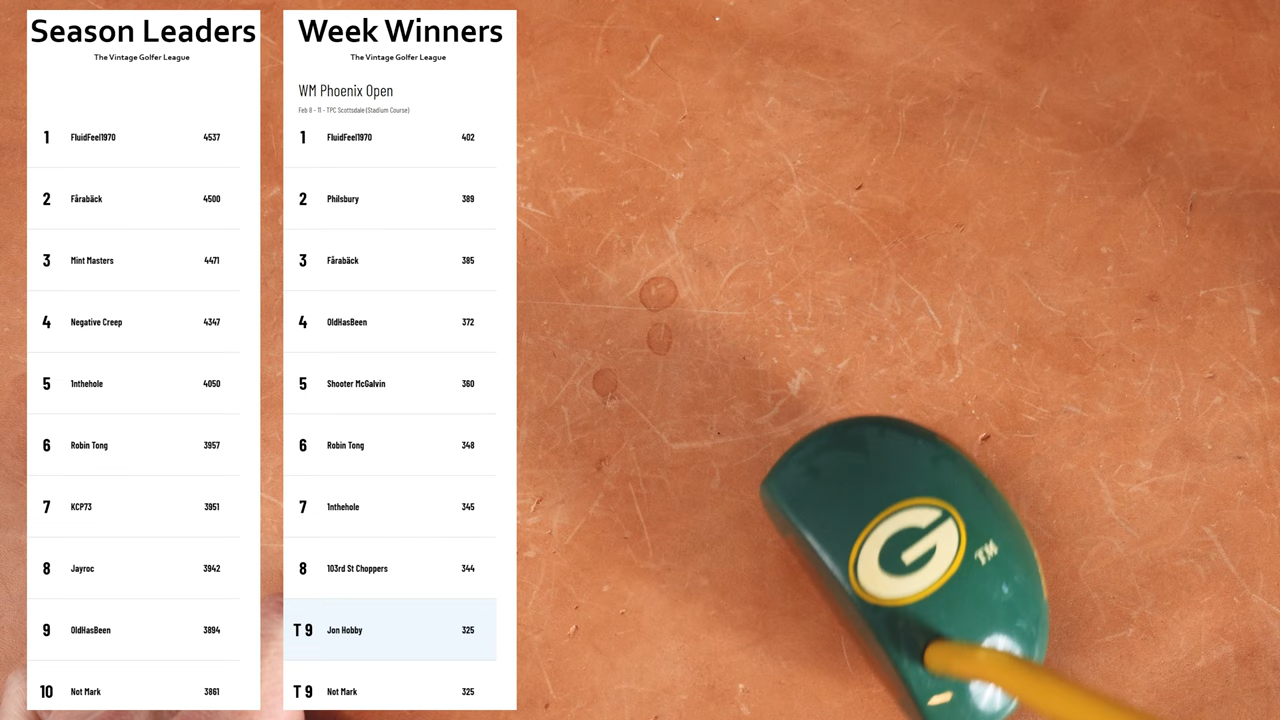 Season Leaders
The Vintage Golfer League
1 FluidFeel1970 4537
2 Fåråbäck 4500
3 Mint Masters 4471
4 Negative Creep 4347
5 1nthehole 4050
6 Robin Tong 3957
7 KCP73 3951
8 Jayroc 3942
9 OldHasBeen 3894
10 Not Mark 3861
Week Winners
The Vintage Golfer League
WM Phoenix Open
Feb 8 - 11 - TPC Scottsdale (Stadium Course)
1 FluidFeel1970 402
2 Philsbury 389
3 Fåråbäck 385
4 OldHasBeen 372
5 Shooter McGalvin 360
6 Robin Tong 348
7 1nthehole 345
8 103rd St Choppers 344
T 9 Jon Hobby 325
T 9 Not Mark 325
G
TM